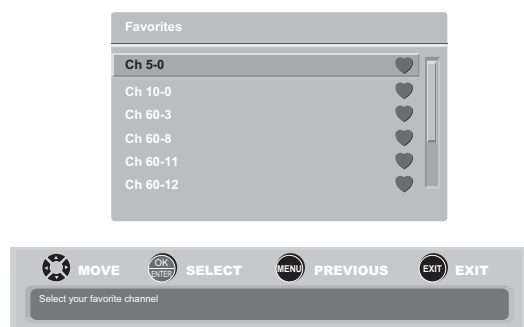 Favorites
Ch 5-0
Ch 10-0
Ch 60-3
Ch 60-8
Ch 60-11
Ch 60-12
OK
ENTER
MENU
EXIT
MOVE
SELECT
PREVIOUS
EXIT
Select your favorite channel